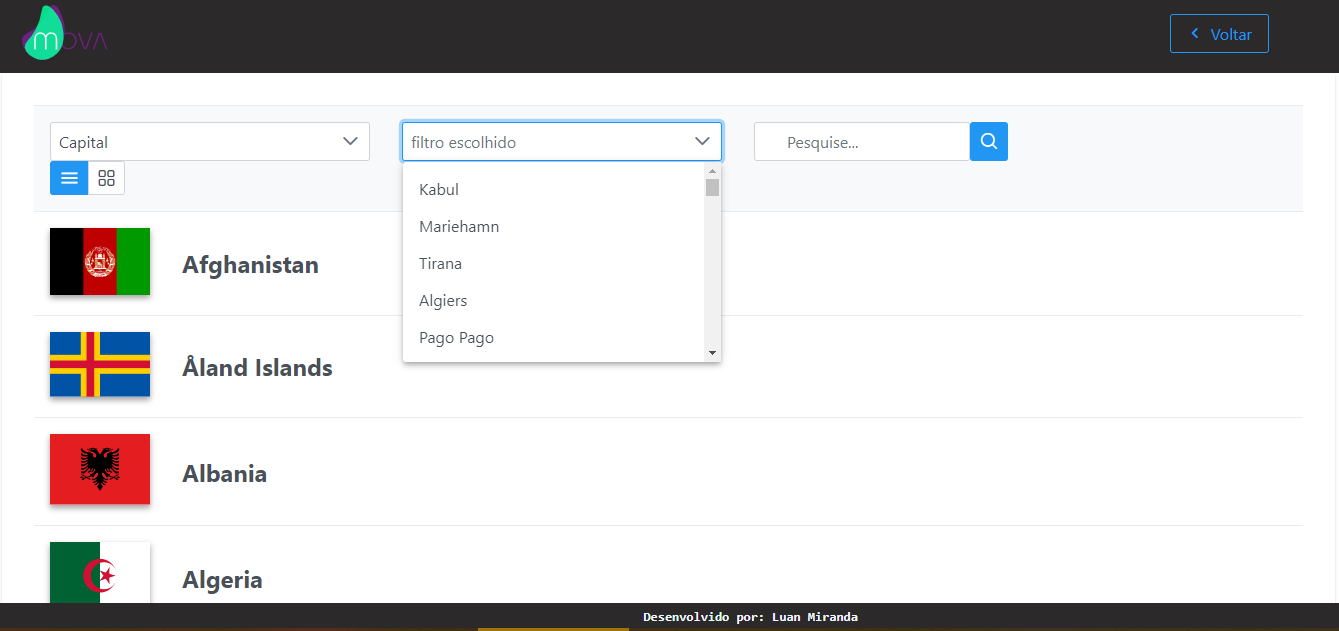 mOVA
Voltar
Capital
filtro escolhido
Pesquise...
Kabul
Mariehamn
Tirana
Algiers
Pago Pago
Afghanistan
Åland Islands
Albania
Algeria
Desenvolvido por: Luan Miranda